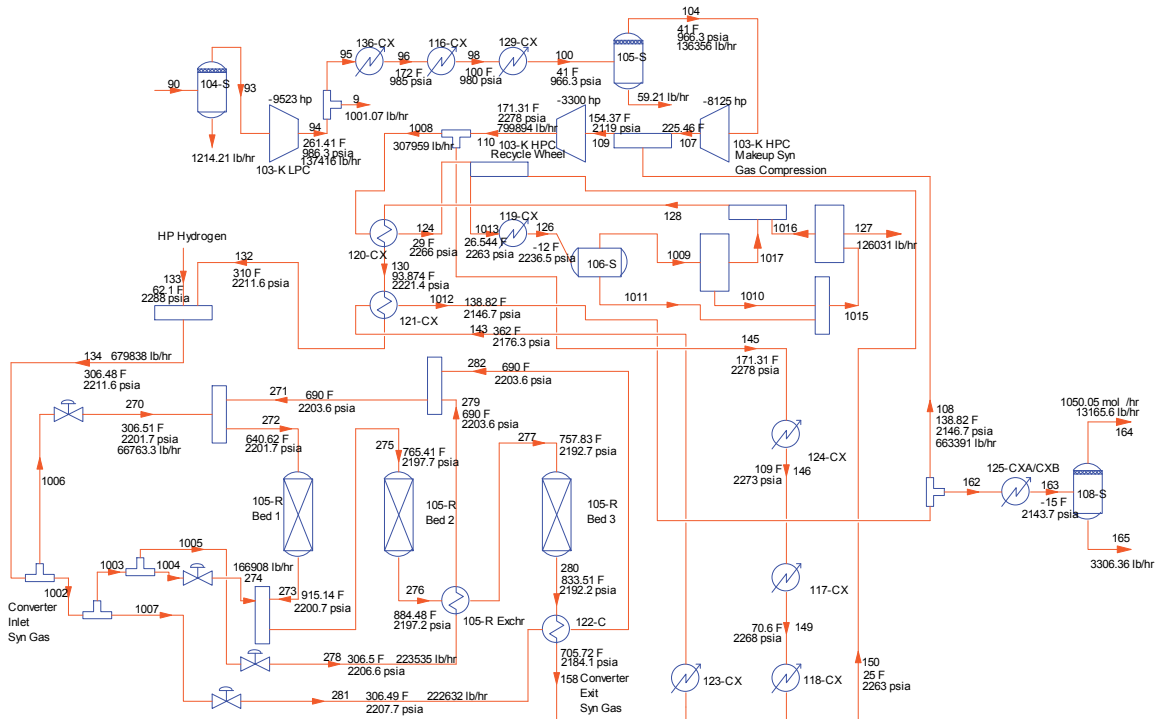 104
41 F
966.3 psia
136356 lb/hr
136-CX
116-CX
129-CX
95
96
98
100
172 F
985 psia
100 F
980 psia
41 F
966.3 psia
105-S
90
104-S
93
-9523 hp
9
1001.07 lb/hr
59.21 lb/hr
-3300 hp
-8125 hp
94
261.41 F
986.3 psia
137416 lb/hr
103-K LPC
1214.21 lb/hr
1008
307959 lb/hr
171.31 F
2278 psia
799894 lb/hr
110
154.37 F
2119 psia
109
225.46 F
107
103-K HPC
Recycle Wheel
103-K HPC
Makeup Syn
Gas Compression
HP Hydrogen
133
62.1 F
2288 psia
132
310 F
2211.6 psia
120-CX
124
29 F
2266 psia
1013
119-CX
26.544 F
2263 psia
126
-12 F
2236.5 psia
106-S
128
1009
1017
1016
127
126031 lb/hr
1011
1010
1015
130
93.874 F
2221.4 psia
121-CX
1012
138.82 F
2146.7 psia
143
362 F
2176.3 psia
134
679838 lb/hr
306.48 F
2211.6 psia
145
171.31 F
2278 psia
282
690 F
2203.6 psia
270
306.51 F
2201.7 psia
66763.3 lb/hr
271
690 F
2203.6 psia
279
690 F
2203.6 psia
272
640.62 F
2201.7 psia
275
765.41 F
2197.7 psia
277
757.83 F
2192.7 psia
108
138.82 F
2146.7 psia
663391 lb/hr
1050.05 mol /hr
13165.6 lb/hr
164
124-CX
109 F
2273 psia
146
125-CXA/CXB
162
163
-15 F
2143.7 psia
108-S
1006
105-R
Bed 1
105-R
Bed 2
105-R
Bed 3
165
3306.36 lb/hr
1005
1003
1004
166908 lb/hr
274
273
915.14 F
2200.7 psia
276
884.48 F
2197.2 psia
105-R Exchr
280
833.51 F
2192.2 psia
122-C
117-CX
1002
1007
Converter
Inlet
Syn Gas
278
306.5 F
2206.6 psia
223535 lb/hr
70.6 F
2268 psia
149
705.72 F
2184.1 psia
158
Converter
Exit
Syn Gas
123-CX
118-CX
150
25 F
2263 psia
281
306.49 F
2207.7 psia
222632 lb/hr